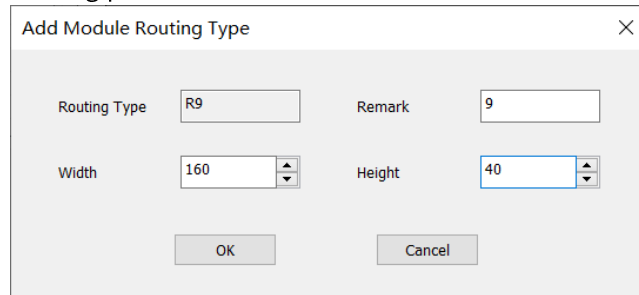 Add Module Routing Type
Routing Type R9 Remark 9
Width 160 Height 40
OK Cancel